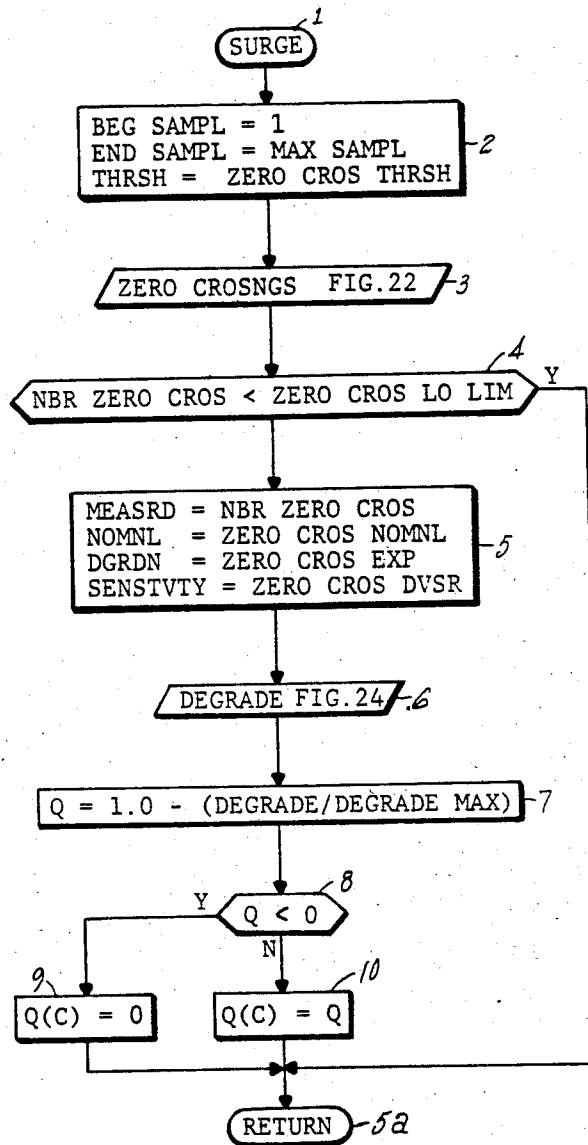 1
SURGE
BEG SAMPL = 1
END SAMPL = MAX SAMPL
THRSH = ZERO CROS THRSH
2
ZERO CROSNGS FIG.22
3
4
NBR ZERO CROS < ZERO CROS LO LIM
Y
MEASRD = NBR ZERO CROS
NOMNL = ZERO CROS NOMNL
DGRDN = ZERO CROS EXP
SENSTVTY = ZERO CROS DVSR
5
DEGRADE FIG.24
6
Q = 1.0 - (DEGRADE/DEGRADE MAX)
7
8
Y
Q < 0
N
9
10
Q(C) = 0
Q(C) = Q
RETURN
5a